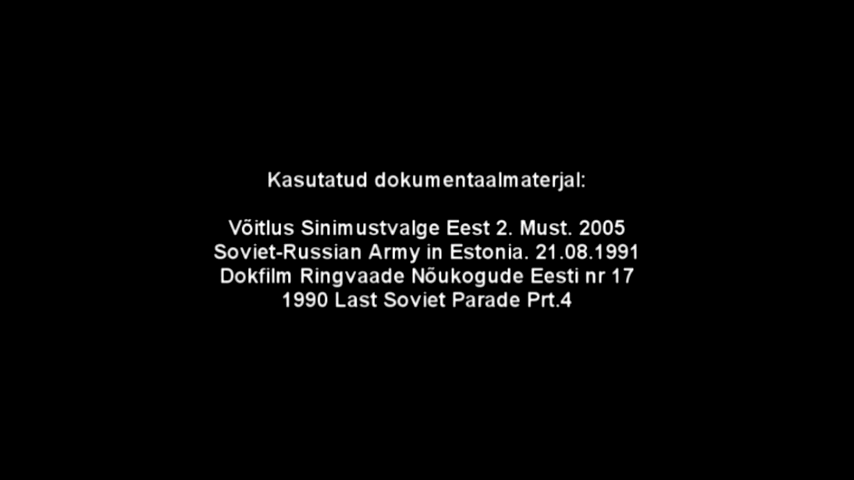 Kasutatud dokumentaalmaterjal:
Võitlus Sinimustvalge Eest 2. Must. 2005
Soviet-Russian Army in Estonia. 21.08.1991
Dokfilm Ringvaade Nõukogude Eesti nr 17
1990 Last Soviet Parade Prt.4